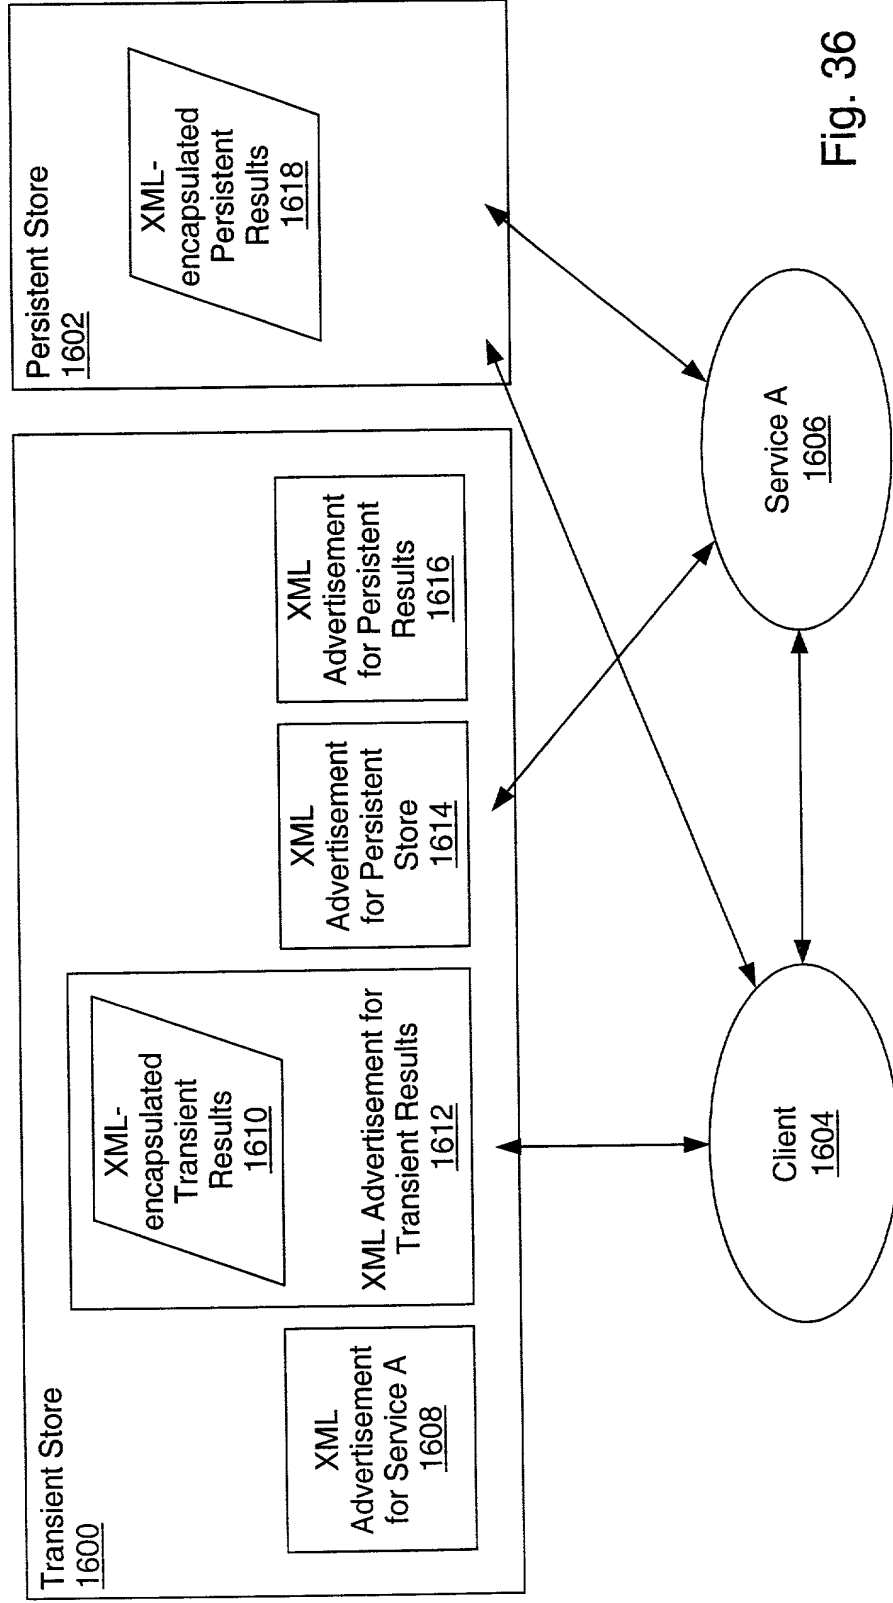 Transient Store
1600
XML
Advertisement
for Service A
1608
XML-
encapsulated
Transient
Results
1610
XML Advertisement for
Transient Results
1612
XML
Advertisement
for Persistent
Store
1614
XML
Advertisement
for Persistent
Results
1616
Persistent Store
1602
XML-
encapsulated
Persistent
Results
1618
Client
1604
Service A
1606
Fig. 36